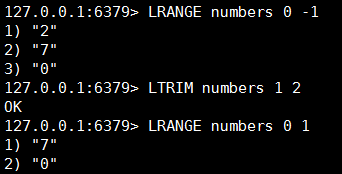 127.0.0.1:6379> LRANGE numbers 0 -1
1) "2"
2) "7"
3) "0"
127.0.0.1:6379> LTRIM numbers 1 2
OK
127.0.0.1:6379> LRANGE numbers 0 1
1) "7"
2) "0"